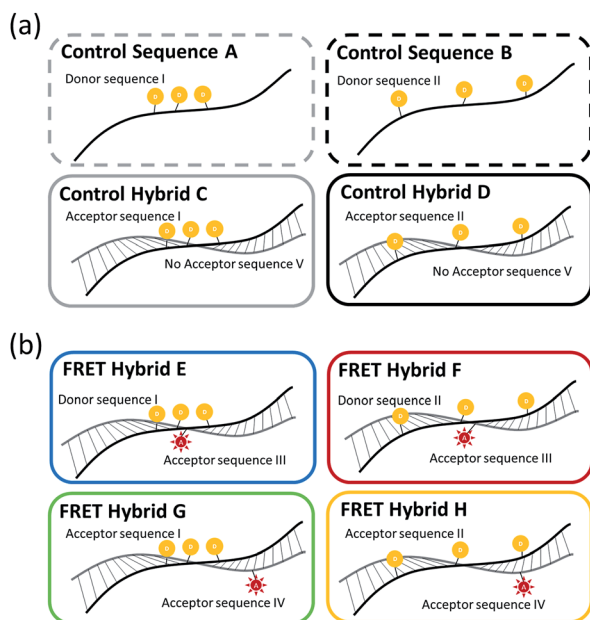 (a)
Control Sequence A
Donor sequence I
D D D
Control Sequence B
Donor sequence II
D D D
Control Hybrid C
Acceptor sequence I
D D D
No Acceptor sequence V
Control Hybrid D
Acceptor sequence II
D D D
No Acceptor sequence V
(b)
FRET Hybrid E
Donor sequence I
D D D
A
Acceptor sequence III
FRET Hybrid F
Donor sequence II
D D D
A
Acceptor sequence III
FRET Hybrid G
Acceptor sequence I
D D D
A
Acceptor sequence IV
FRET Hybrid H
Acceptor sequence II
D D D
A
Acceptor sequence IV